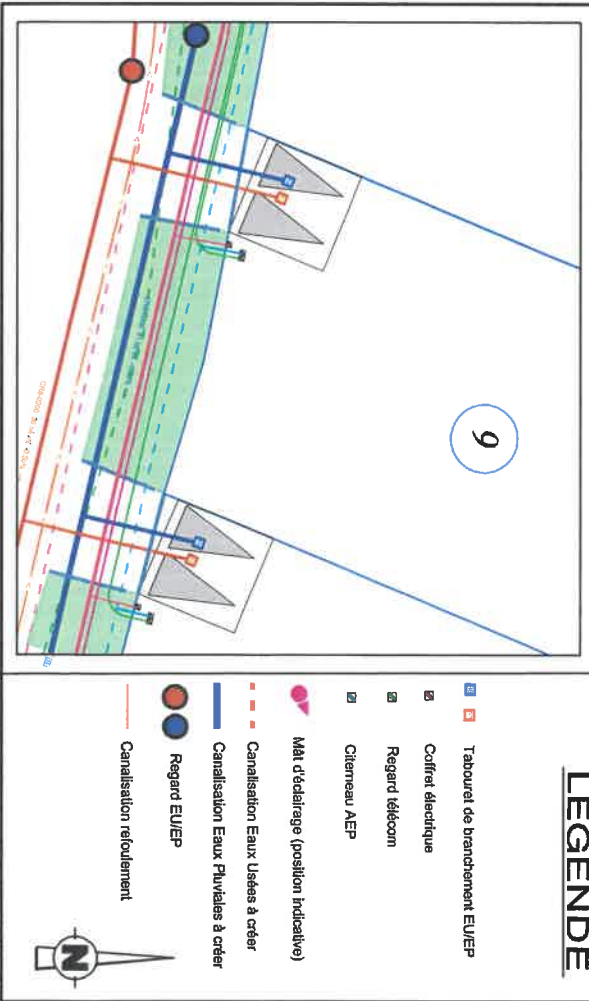 LEGENDE
Tabouret de branchement EU/EP
Coffret électrique
Regard télécom
Citerneau AEP
Mât d'éclairage (position indicative)
Canalisation Eaux Usées à créer
Canalisation Eaux Pluviales à créer
Regard EU/EP
Canalisation refoulement
N
9